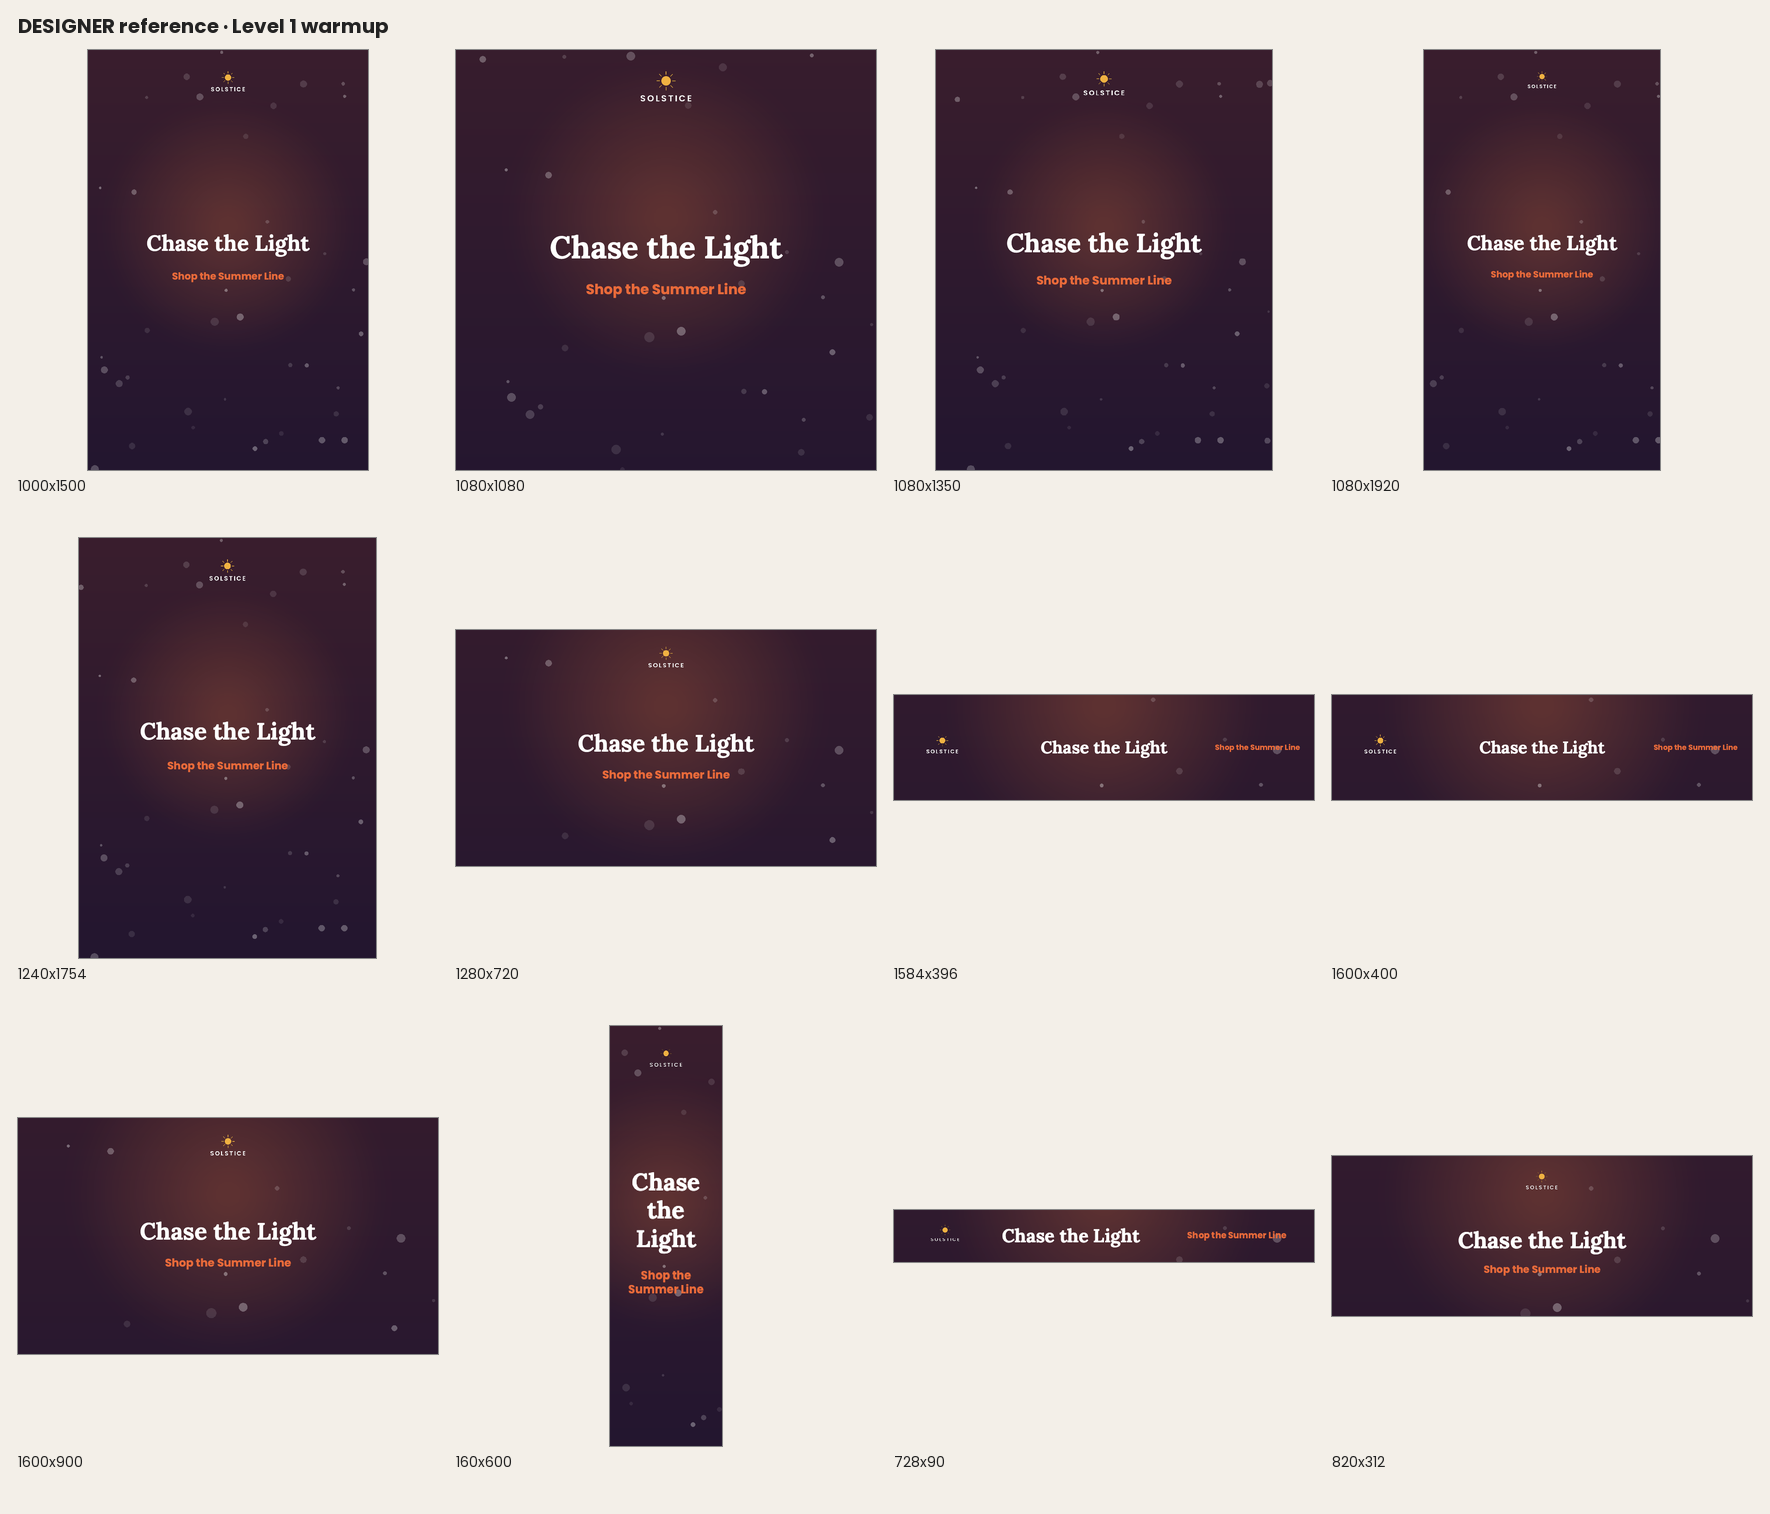 DESIGNER reference · Level 1 warmup
SOLSTICE
Chase the Light
Shop the Summer Line
1000x1500
SOLSTICE
Chase the Light
Shop the Summer Line
1080x1080
SOLSTICE
Chase the Light
Shop the Summer Line
1080x1350
SOLSTICE
Chase the Light
Shop the Summer Line
1080x1920
SOLSTICE
Chase the Light
Shop the Summer Line
1240x1754
SOLSTICE
Chase the Light
Shop the Summer Line
1280x720
SOLSTICE
Chase the Light
Shop the Summer Line
1584x396
SOLSTICE
Chase the Light
Shop the Summer Line
1600x400
SOLSTICE
Chase the Light
Shop the Summer Line
1600x900
SOLSTICE
Chase
the
Light
Shop the
Summer Line
160x600
SOLSTICE
Chase the Light
Shop the Summer Line
728x90
SOLSTICE
Chase the Light
Shop the Summer Line
820x312